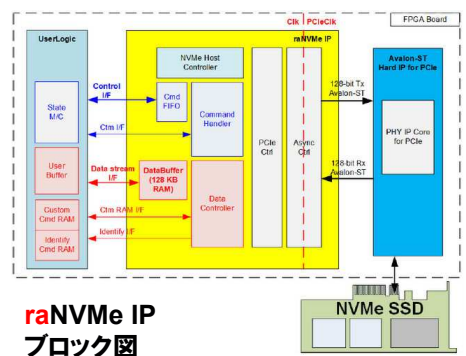 Clk
PCIeClk
FPGA Board
UserLogic
raNVMe IP
Avalon-ST
Hard IP for PCIe
NVMe Host
Controller
Control
I/F
State
M/C
Cmd
FIFO
Command
Handler
Ctm I/F
128-bit Tx
Avalon-ST
PCIe
Ctrl
Async
Ctrl
PHY IP Core
for PCIe
User
Buffer
Data stream
I/F
DataBuffer
(128 KB
RAM)
Data
Controller
128-bit Rx
Avalon-ST
Custom
Cmd RAM
Ctm RAM I/F
Identify
Cmd RAM
Identify I/F
NVMe SSD
raNVMe IP
ブロック図